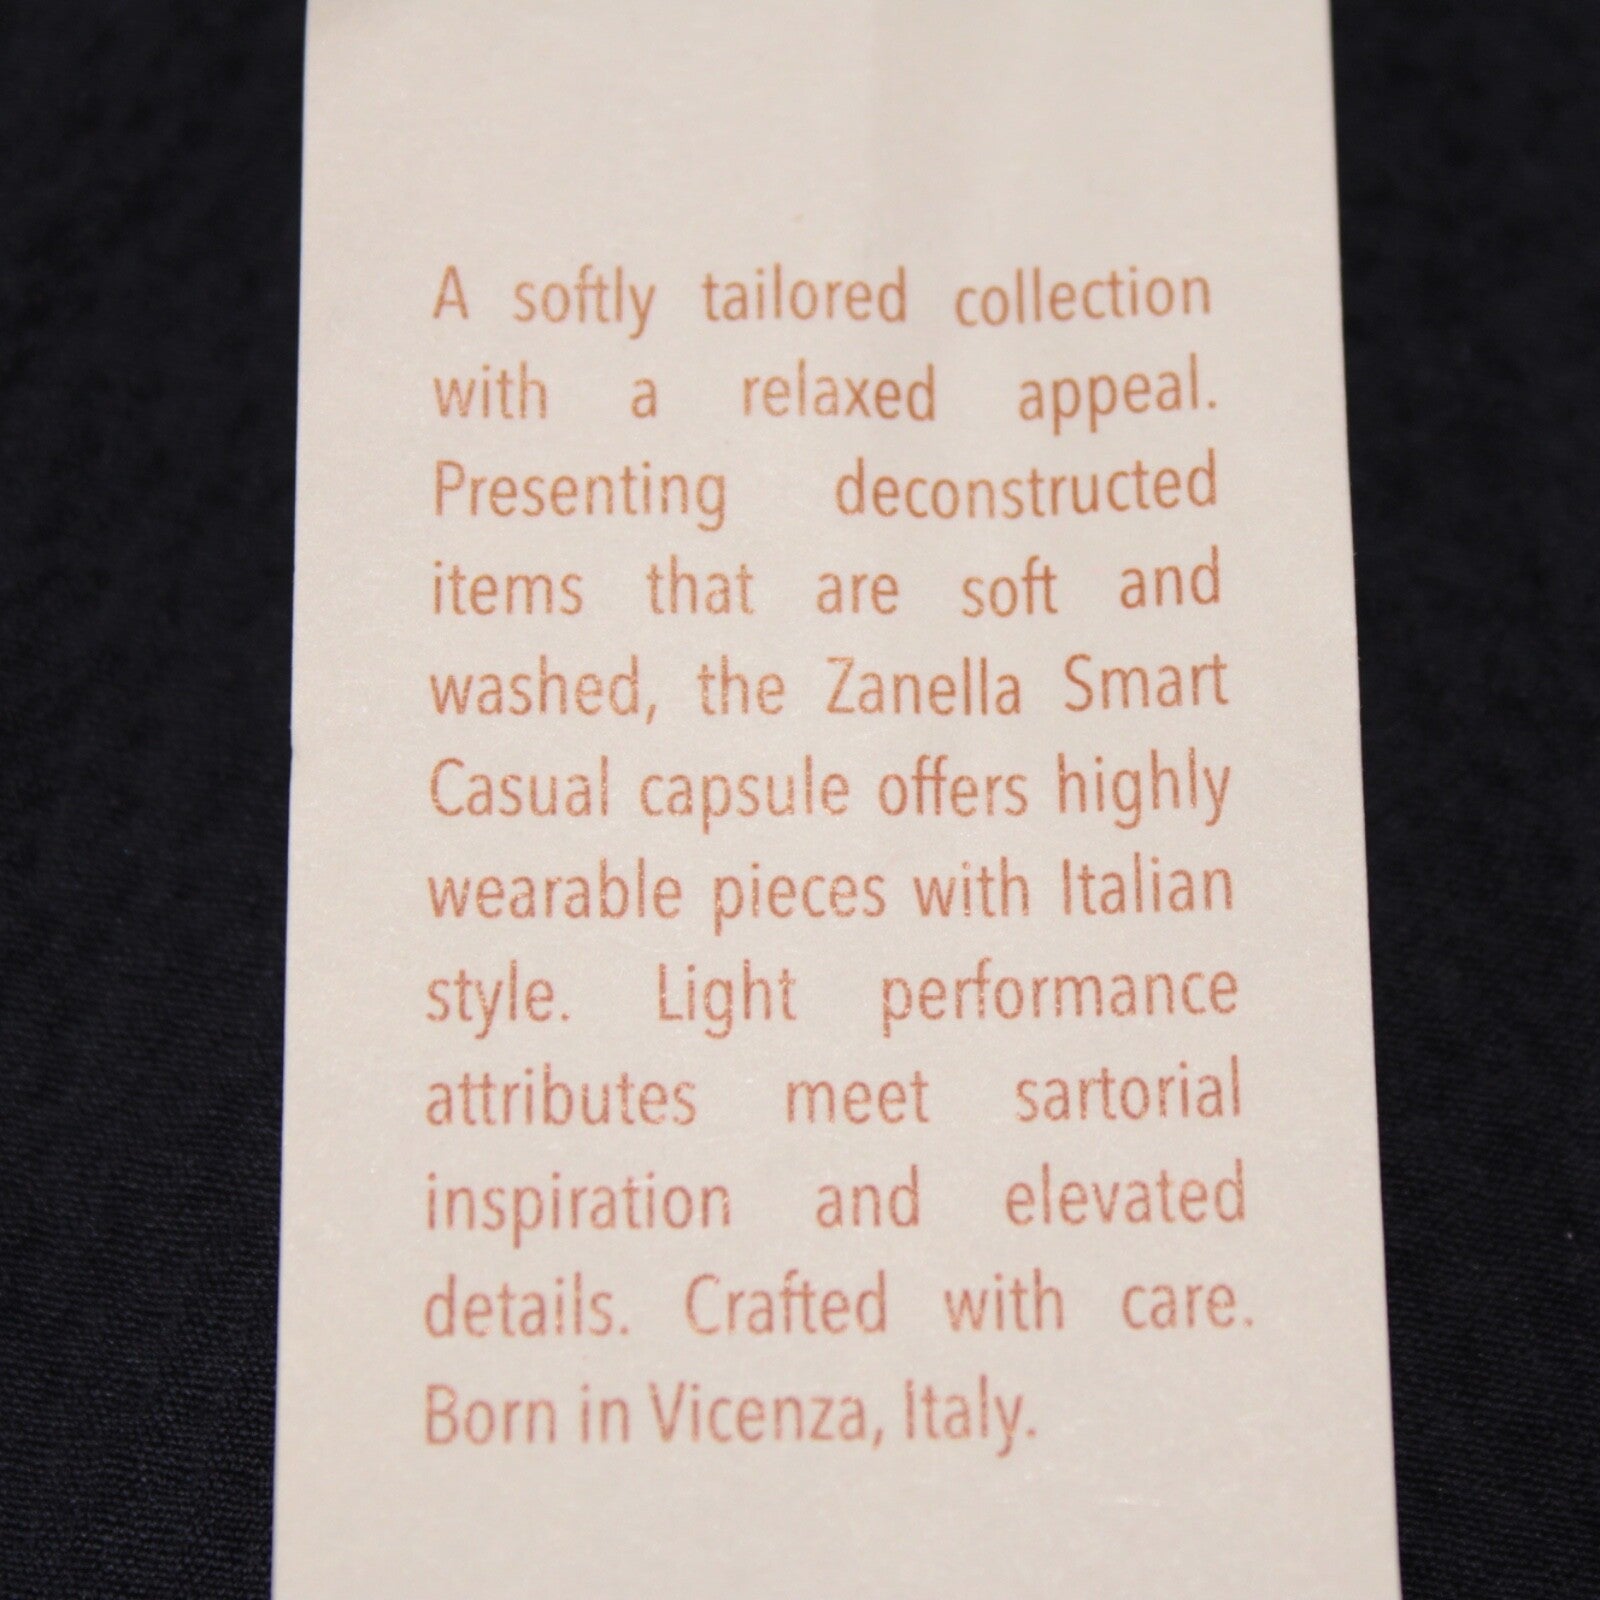 A softly tailored collection
with a relaxed appeal.
Presenting deconstructed
items that are soft and
washed, the Zanella Smart
Casual capsule offers highly
wearable pieces with Italian
style. Light performance
attributes meet sartorial
inspiration and elevated
details. Crafted with care.
Born in Vicenza, Italy.